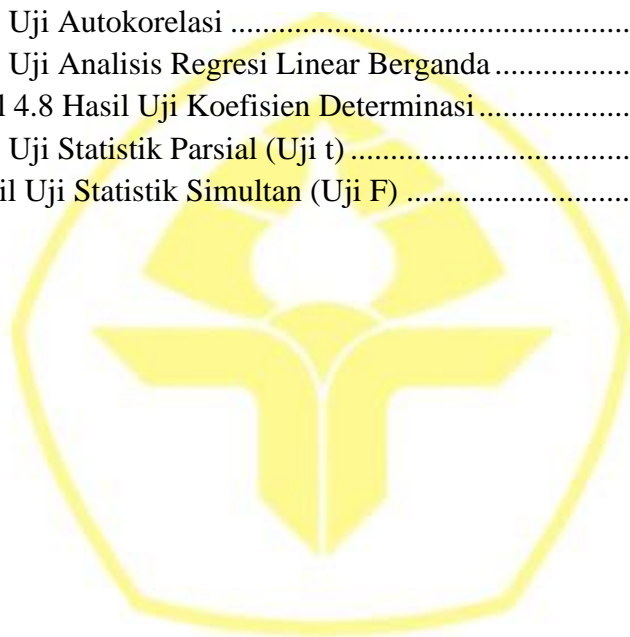 Uji Autokorelasi ..................................................
Uji Analisis Regresi Linear Berganda .................
4.8 Hasil Uji Koefisien Determinasi ...................
Uji Statistik Parsial (Uji t) ...................................
Uji Statistik Simultan (Uji F) ............................